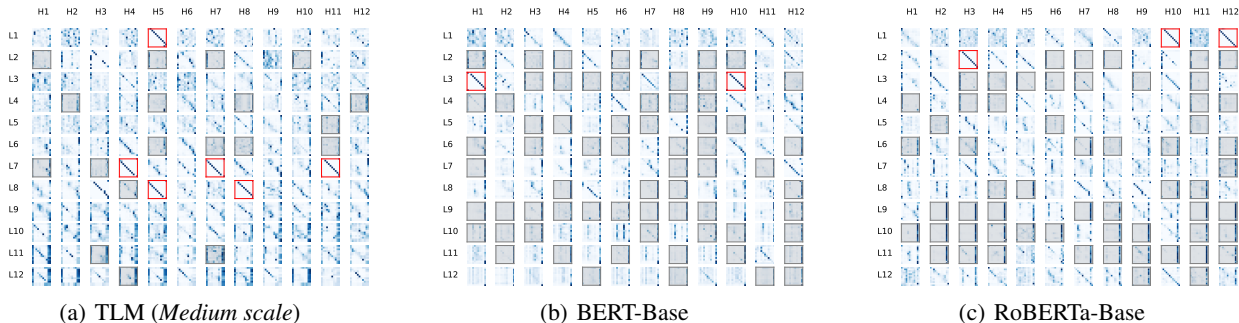 H1 H2 H3 H4 H5 H6 H7 H8 H9 H10 H11 H12
L1
L2
L3
L4
L5
L6
L7
L8
L9
L10
L11
L12
(a) TLM (Medium scale)
H1 H2 H3 H4 H5 H6 H7 H8 H9 H10 H11 H12
L1
L2
L3
L4
L5
L6
L7
L8
L9
L10
L11
L12
(b) BERT-Base
H1 H2 H3 H4 H5 H6 H7 H8 H9 H10 H11 H12
L1
L2
L3
L4
L5
L6
L7
L8
L9
L10
L11
L12
(c) RoBERTa-Base